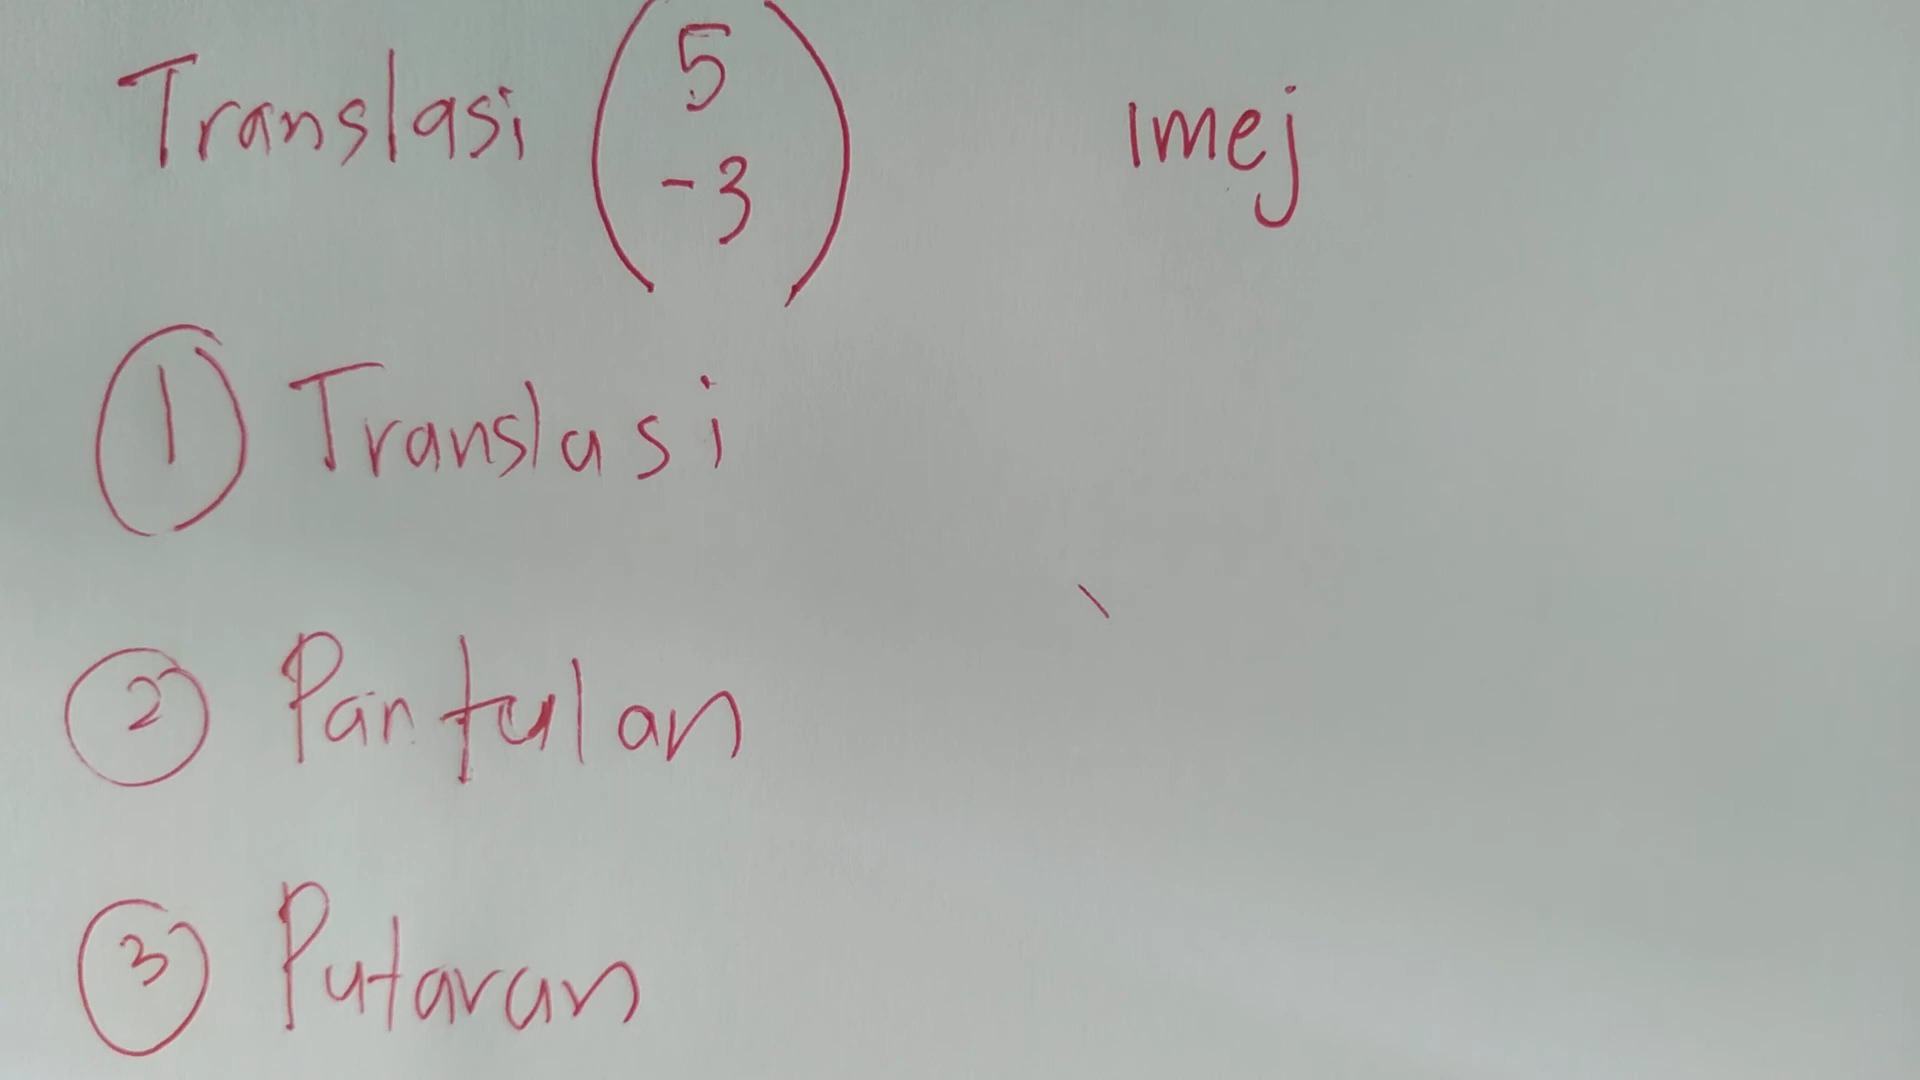 Translasi ( 5 -3 ) imej
1 Translasi
2 Pantulan
3 Putaran